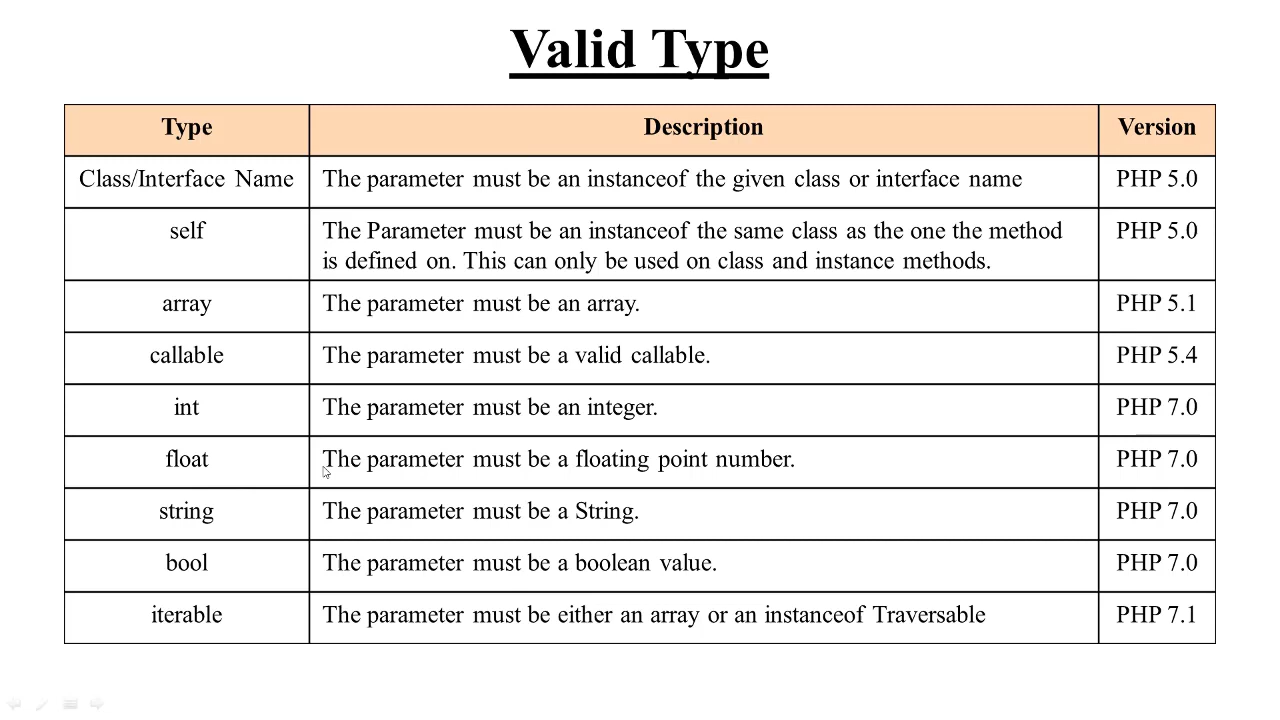 Valid Type
Type Description Version
Class/Interface Name The parameter must be an instanceof the given class or interface name PHP 5.0
self The Parameter must be an instanceof the same class as the one the method PHP 5.0
is defined on. This can only be used on class and instance methods.
array The parameter must be an array. PHP 5.1
callable The parameter must be a valid callable. PHP 5.4
int The parameter must be an integer. PHP 7.0
float The parameter must be a floating point number. PHP 7.0
string The parameter must be a String. PHP 7.0
bool The parameter must be a boolean value. PHP 7.0
iterable The parameter must be either an array or an instanceof Traversable PHP 7.1